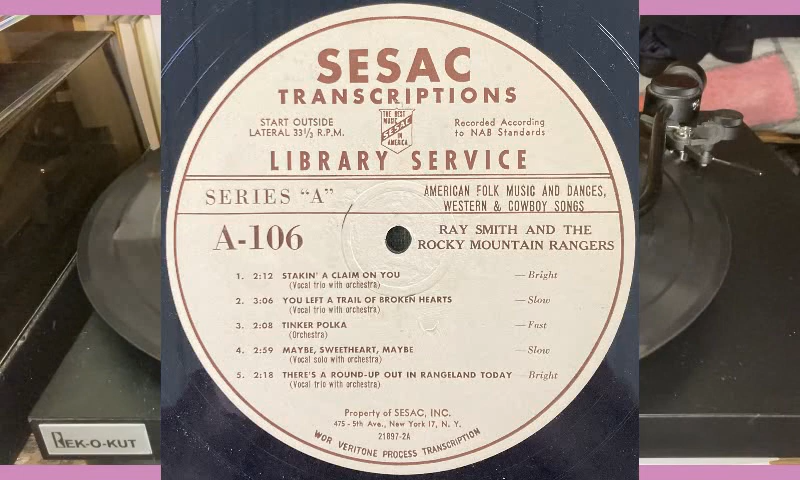 SESAC
TRANSCRIPTIONS
START OUTSIDE
LATERAL 33⅓ R.P.M.
THE BEST
MUSIC
SESAC
IN
AMERICA
Recorded According
to NAB Standards
LIBRARY SERVICE
SERIES "A"
AMERICAN FOLK MUSIC AND DANCES,
WESTERN & COWBOY SONGS
A-106
RAY SMITH AND THE
ROCKY MOUNTAIN RANGERS
1. 2:12 STAKIN' A CLAIM ON YOU — Bright
(Vocal trio with orchestra)
2. 3:06 YOU LEFT A TRAIL OF BROKEN HEARTS — Slow
(Vocal trio with orchestra)
3. 2:08 TINKER POLKA — Fast
(Orchestra)
4. 2:59 MAYBE, SWEETHEART, MAYBE — Slow
(Vocal solo with orchestra)
5. 2:18 THERE'S A ROUND-UP OUT IN RANGELAND TODAY — Bright
(Vocal trio with orchestra)
Property of SESAC, INC.
475 - 5th Ave., New York 17, N. Y.
21897-2A
WOR VERITONE PROCESS TRANSCRIPTION
REK-O-KUT